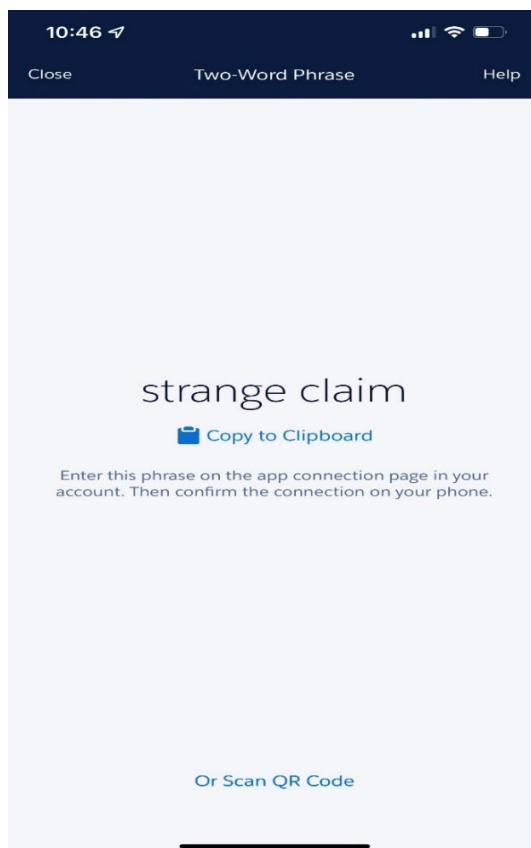 10:46
Close Two-Word Phrase Help
strange claim
Copy to Clipboard
Enter this phrase on the app connection page in your
account. Then confirm the connection on your phone.
Or Scan QR Code